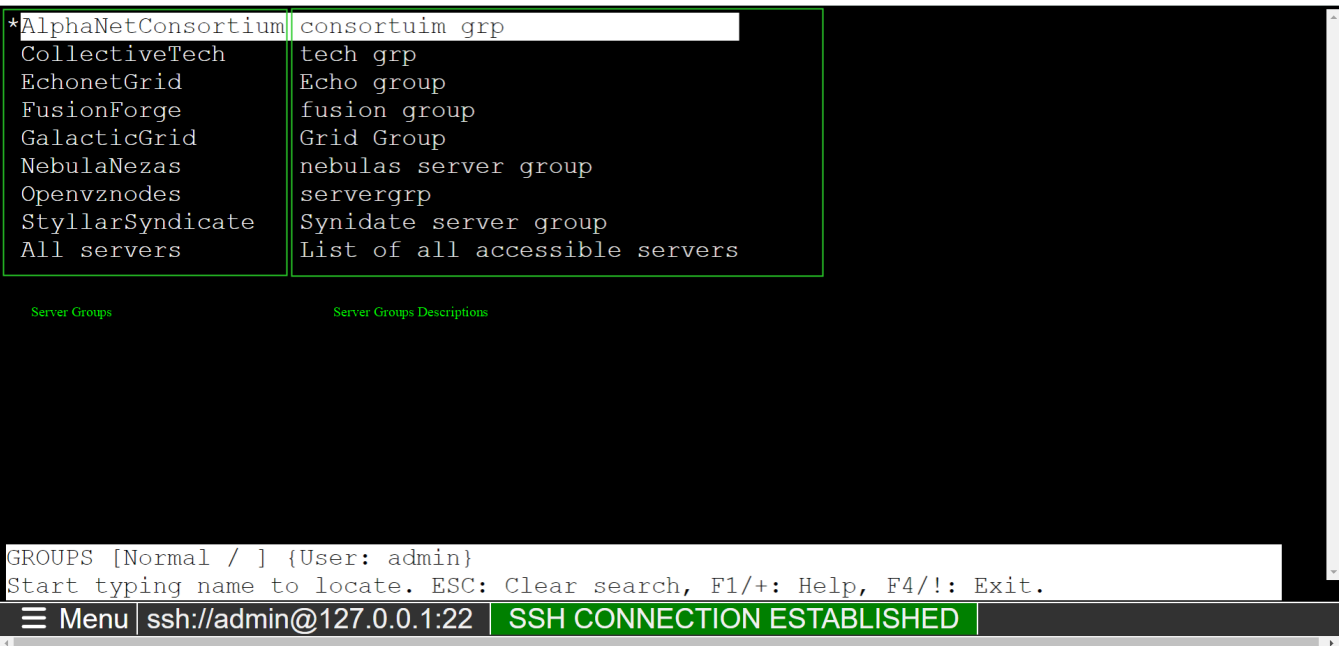 *AlphaNetConsortium consortuim grp
CollectiveTech tech grp
EchonetGrid Echo group
FusionForge fusion group
GalacticGrid Grid Group
NebulaNezas nebulas server group
Openvznodes servergrp
StyllarSyndicate Synidate server group
All servers List of all accessible servers
Server Groups Server Groups Descriptions
GROUPS [Normal / ] {User: admin}
Start typing name to locate. ESC: Clear search, F1/+: Help, F4/!: Exit.
☰ Menu ssh://admin@127.0.0.1:22 SSH CONNECTION ESTABLISHED